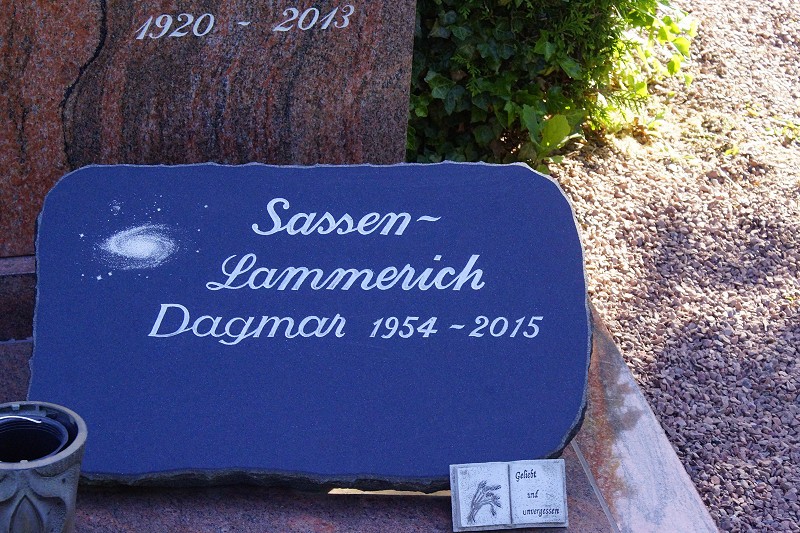 1920 - 2013
Sassen-
Lammerich
Dagmar 1954 - 2015
Geliebt
und
unvergessen